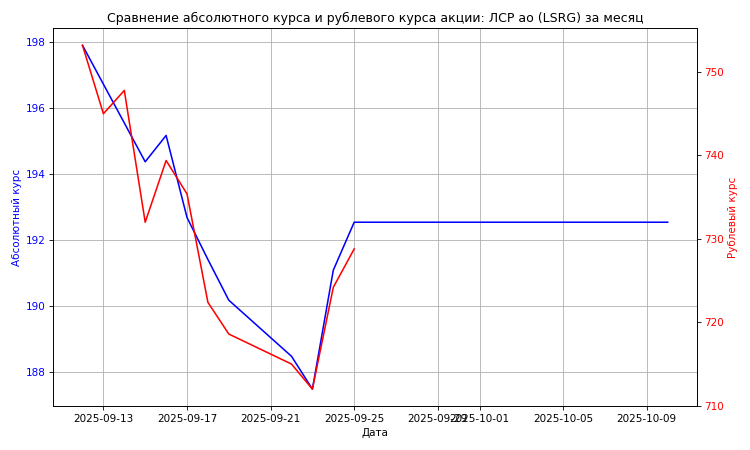 Сравнение абсолютного курса и рублевого курса акции: ЛСР ао (LSRG) за месяц
198
196
194
192
190
188
Абсолютный курс
750
740
730
720
710
Рублевый курс
2025-09-13 2025-09-17 2025-09-21 2025-09-25 2025-09-29 2025-10-01 2025-10-05 2025-10-09
Дата